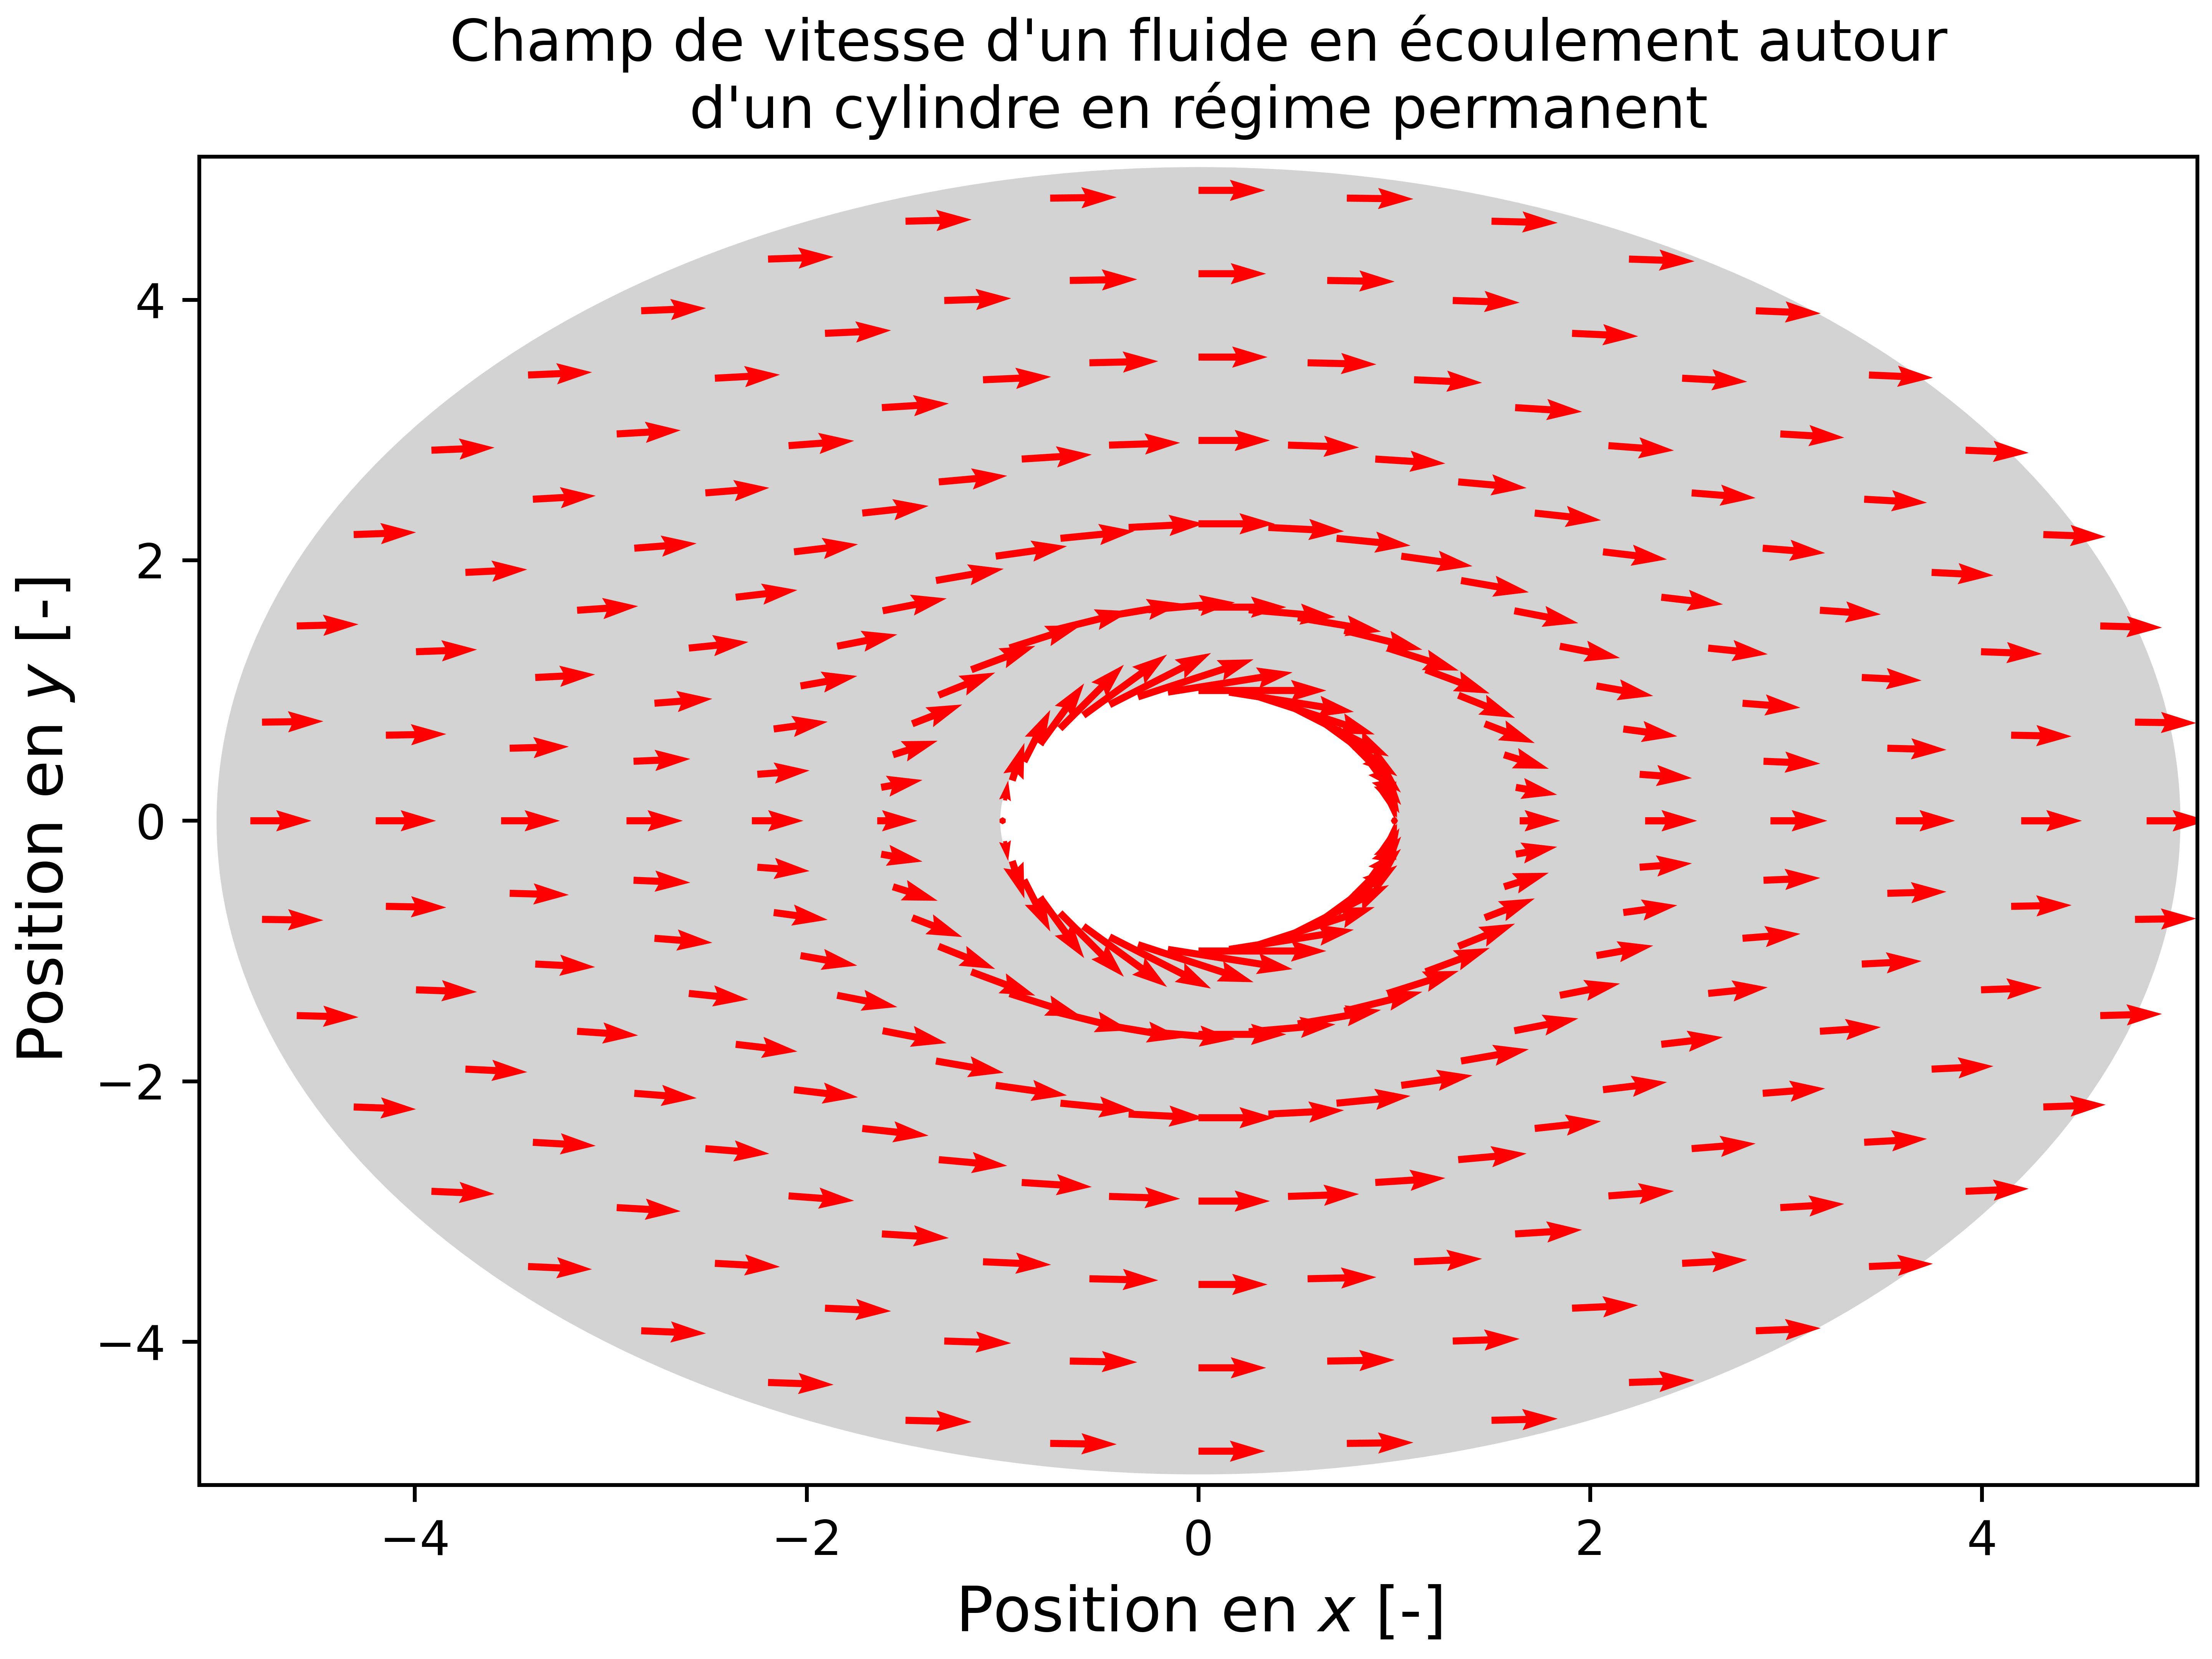 Champ de vitesse d'un fluide en écoulement autour
d'un cylindre en régime permanent
Position en y [-]
4
2
0
−2
−4
−4
−2
0
2
4
Position en x [-]